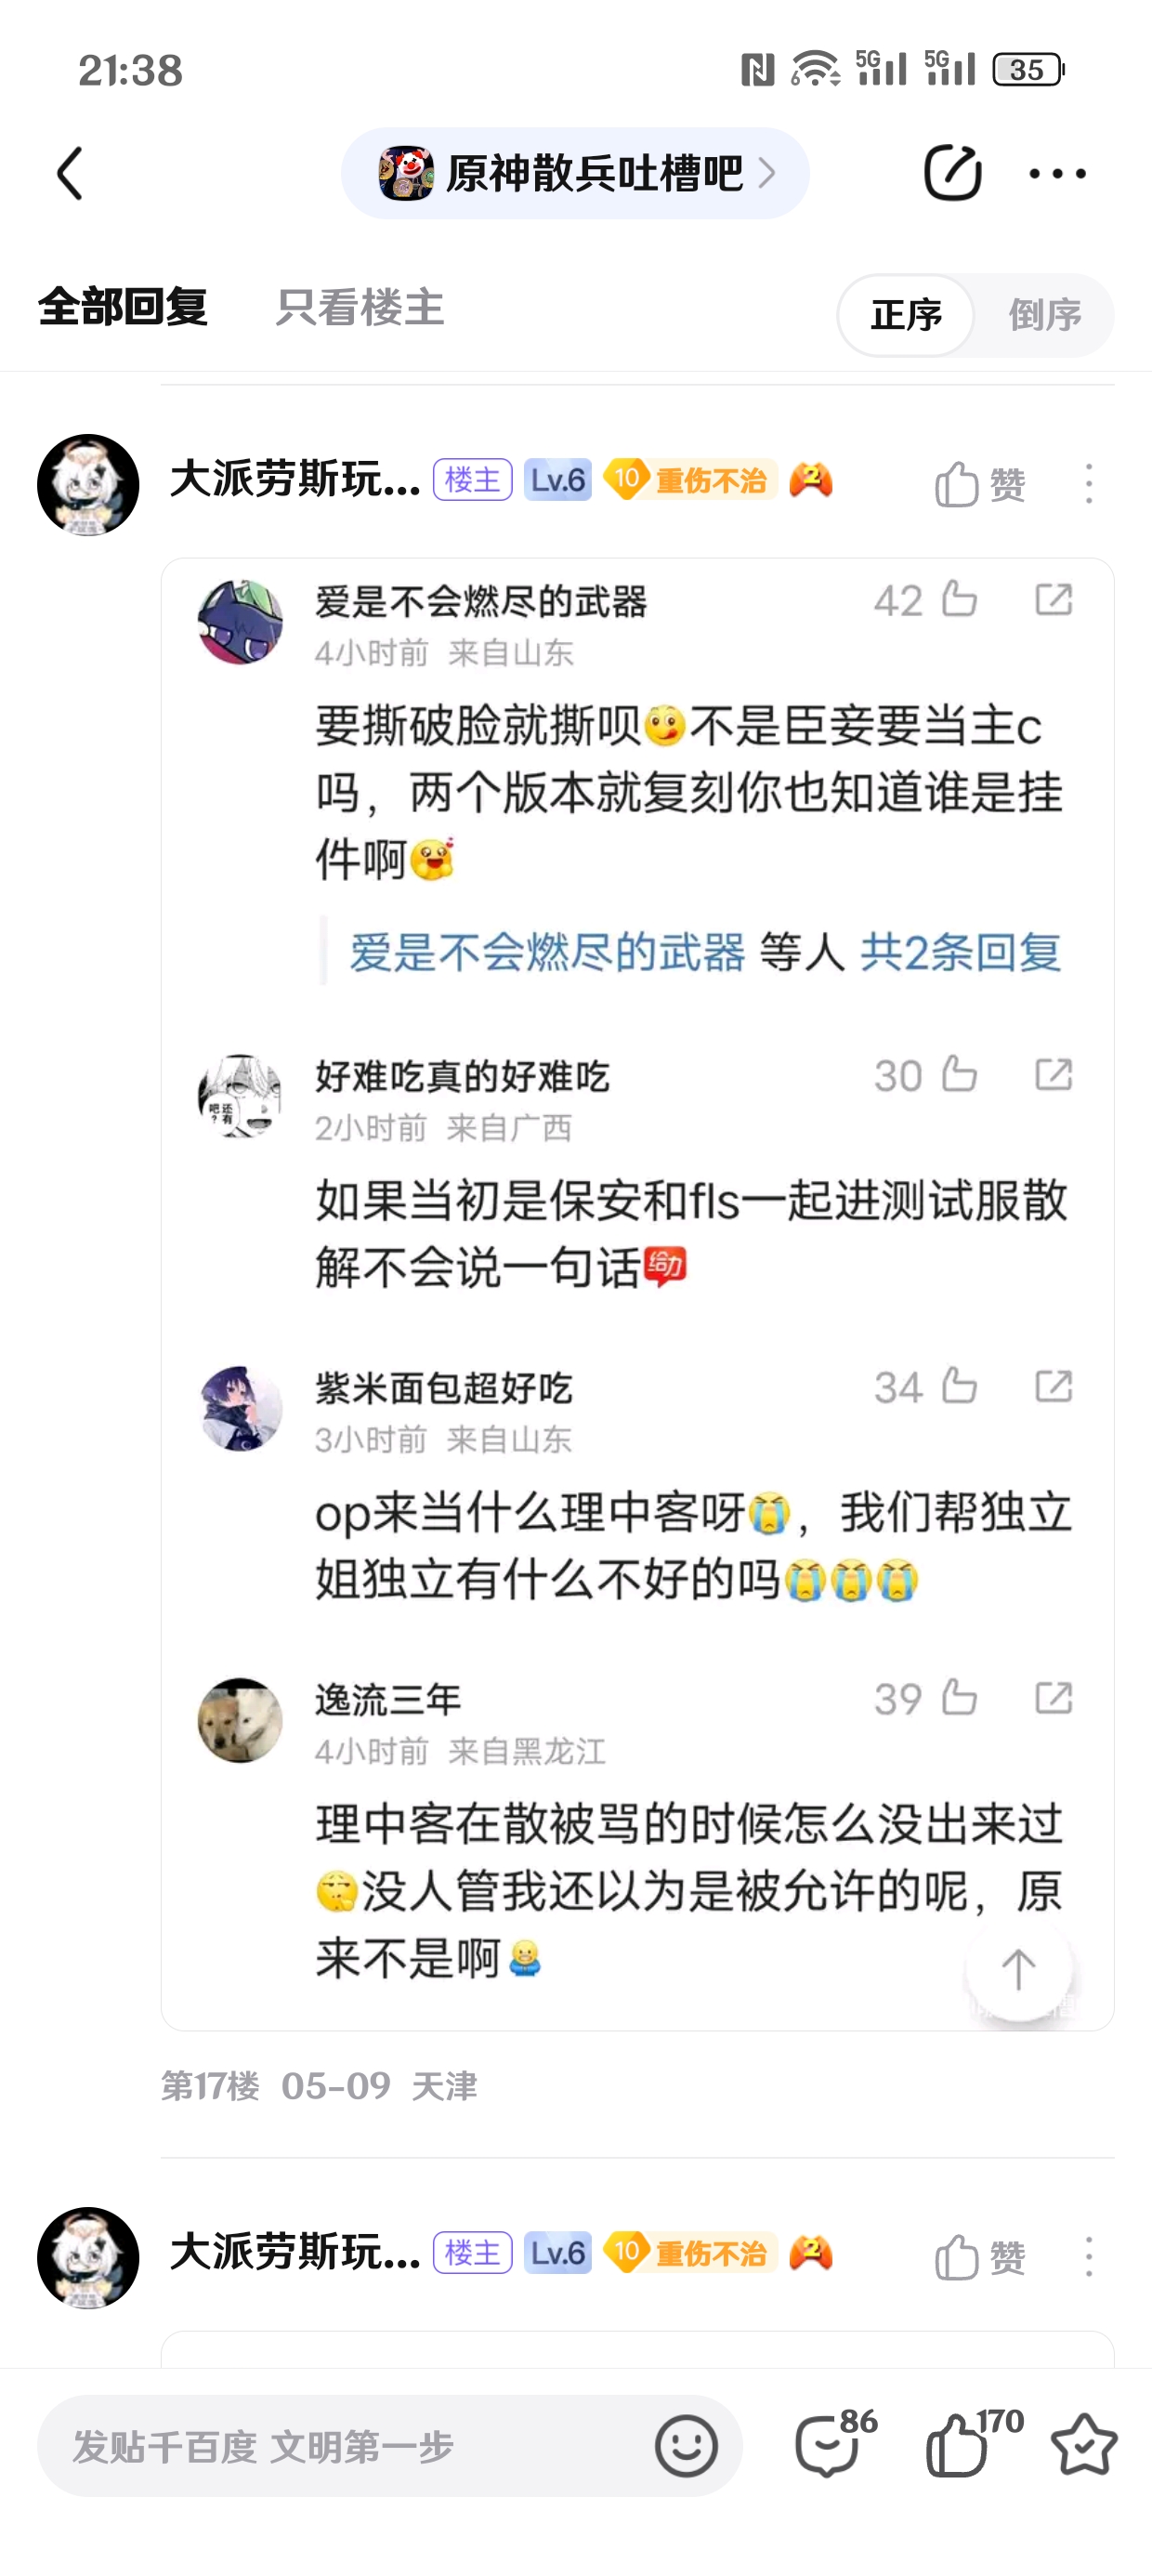 21:38
5G
5G
35
原神散兵吐槽吧
全部回复 只看楼主
正序 倒序
大派劳斯玩... 楼主 Lv.6 10 重伤不治 2 赞
爱是不会燃尽的武器 42
4小时前 来自山东
要撕破脸就撕呗不是臣妾要当主c
吗，两个版本就复刻你也知道谁是挂
件啊
爱是不会燃尽的武器 等人 共2条回复
还有
吧？
好难吃真的好难吃 30
2小时前 来自广西
如果当初是保安和fls一起进测试服散
解不会说一句话给力
紫米面包超好吃 34
3小时前 来自山东
op来当什么理中客呀，我们帮独立
姐独立有什么不好的吗
逸流三年 39
4小时前 来自黑龙江
理中客在散被骂的时候怎么没出来过
没人管我还以为是被允许的呢，原
来不是啊
第17楼 05-09 天津
大派劳斯玩... 楼主 Lv.6 10 重伤不治 2 赞
发贴千百度 文明第一步
86
170